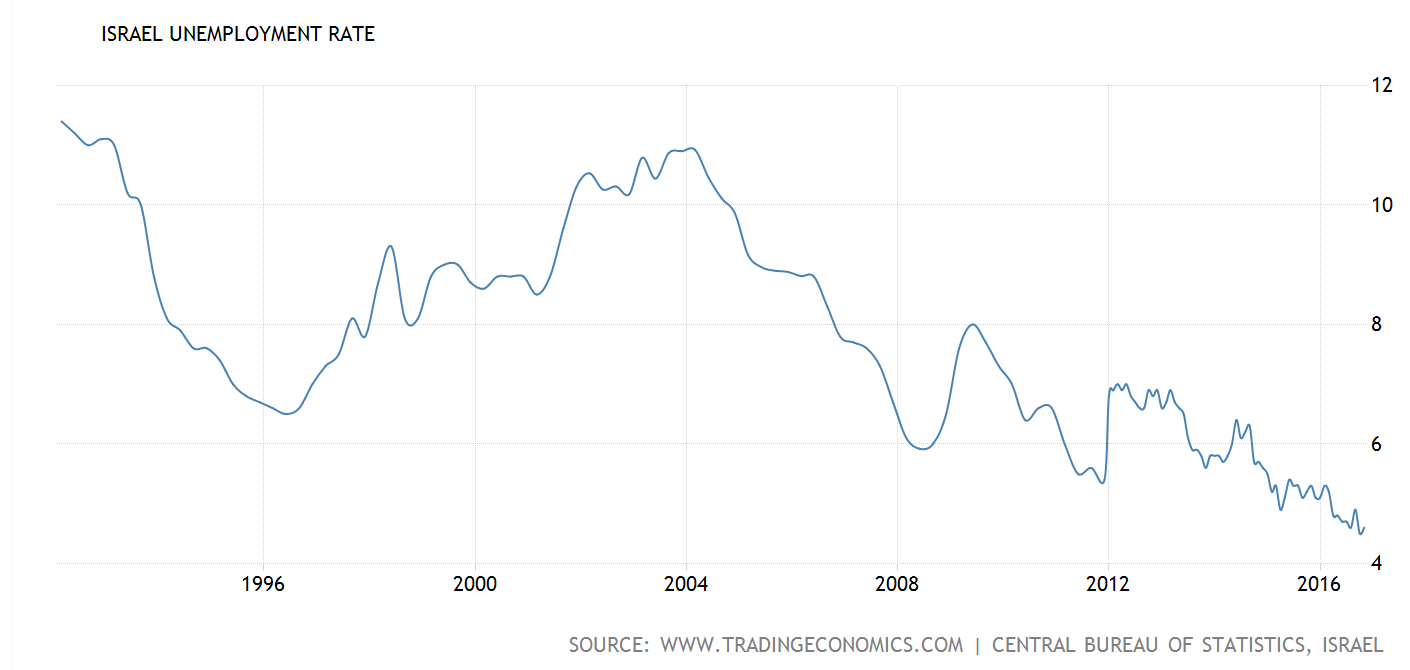 ISRAEL UNEMPLOYMENT RATE
12
10
8
6
4
1996 2000 2004 2008 2012 2016
SOURCE: WWW.TRADINGECONOMICS.COM | CENTRAL BUREAU OF STATISTICS, ISRAEL